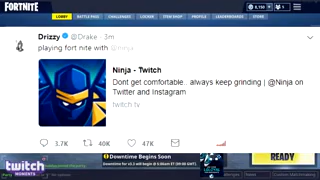 FORTNITE
LOBBY BATTLE PASS CHALLENGES LOCKER ITEM SHOP PROFILE LEADERBOARDS STORE
Drizzy @Drake · 3m
playing fort nite with @ninja
Ninja - Twitch
Dont get comfortable.. always keep grinding | @Ninja on
Twitter and Instagram
twitch.tv
3.7K 40K 47K
twitch
MOMENTS
Downtime Begins Soon
READY